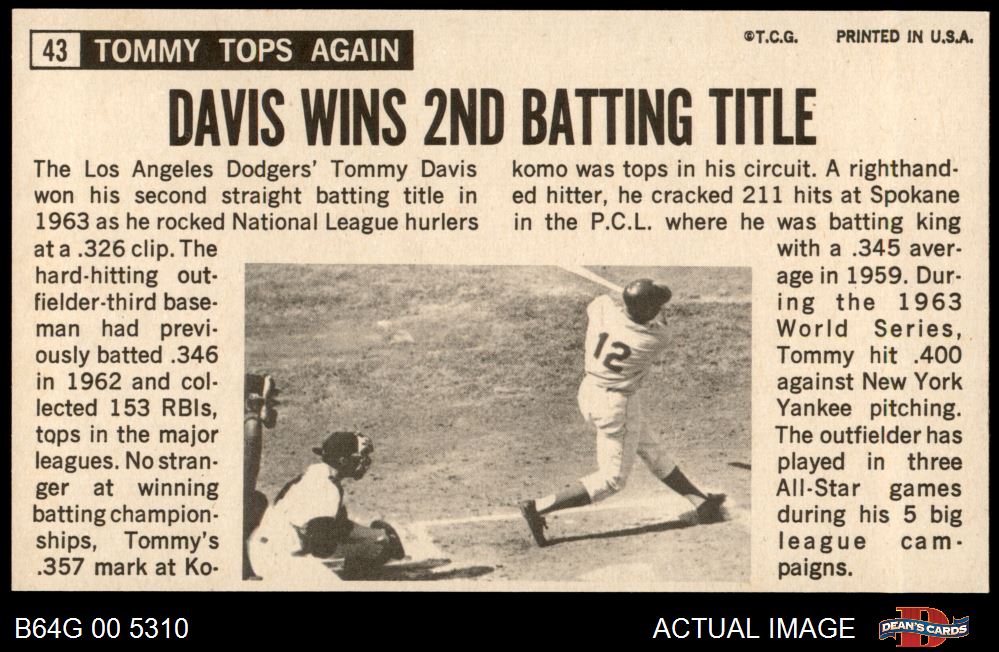 43 TOMMY TOPS AGAIN
©T.C.G. PRINTED IN U.S.A.
DAVIS WINS 2ND BATTING TITLE
The Los Angeles Dodgers' Tommy Davis
won his second straight batting title in
1963 as he rocked National League hurlers
at a .326 clip. The
hard-hitting out-
fielder-third base-
man had previ-
ously batted .346
in 1962 and col-
lected 153 RBIs,
tops in the major
leagues. No stran-
ger at winning
batting champion-
ships, Tommy's
.357 mark at Ko-
komo was tops in his circuit. A righthand-
ed hitter, he cracked 211 hits at Spokane
in the P.C.L. where he was batting king
with a .345 aver-
age in 1959. Dur-
ing the 1963
World Series,
Tommy hit .400
against New York
Yankee pitching.
The outfielder has
played in three
All-Star games
during his 5 big
league cam-
paigns.
12
B64G 00 5310
ACTUAL IMAGE
D
DEAN'S CARDS